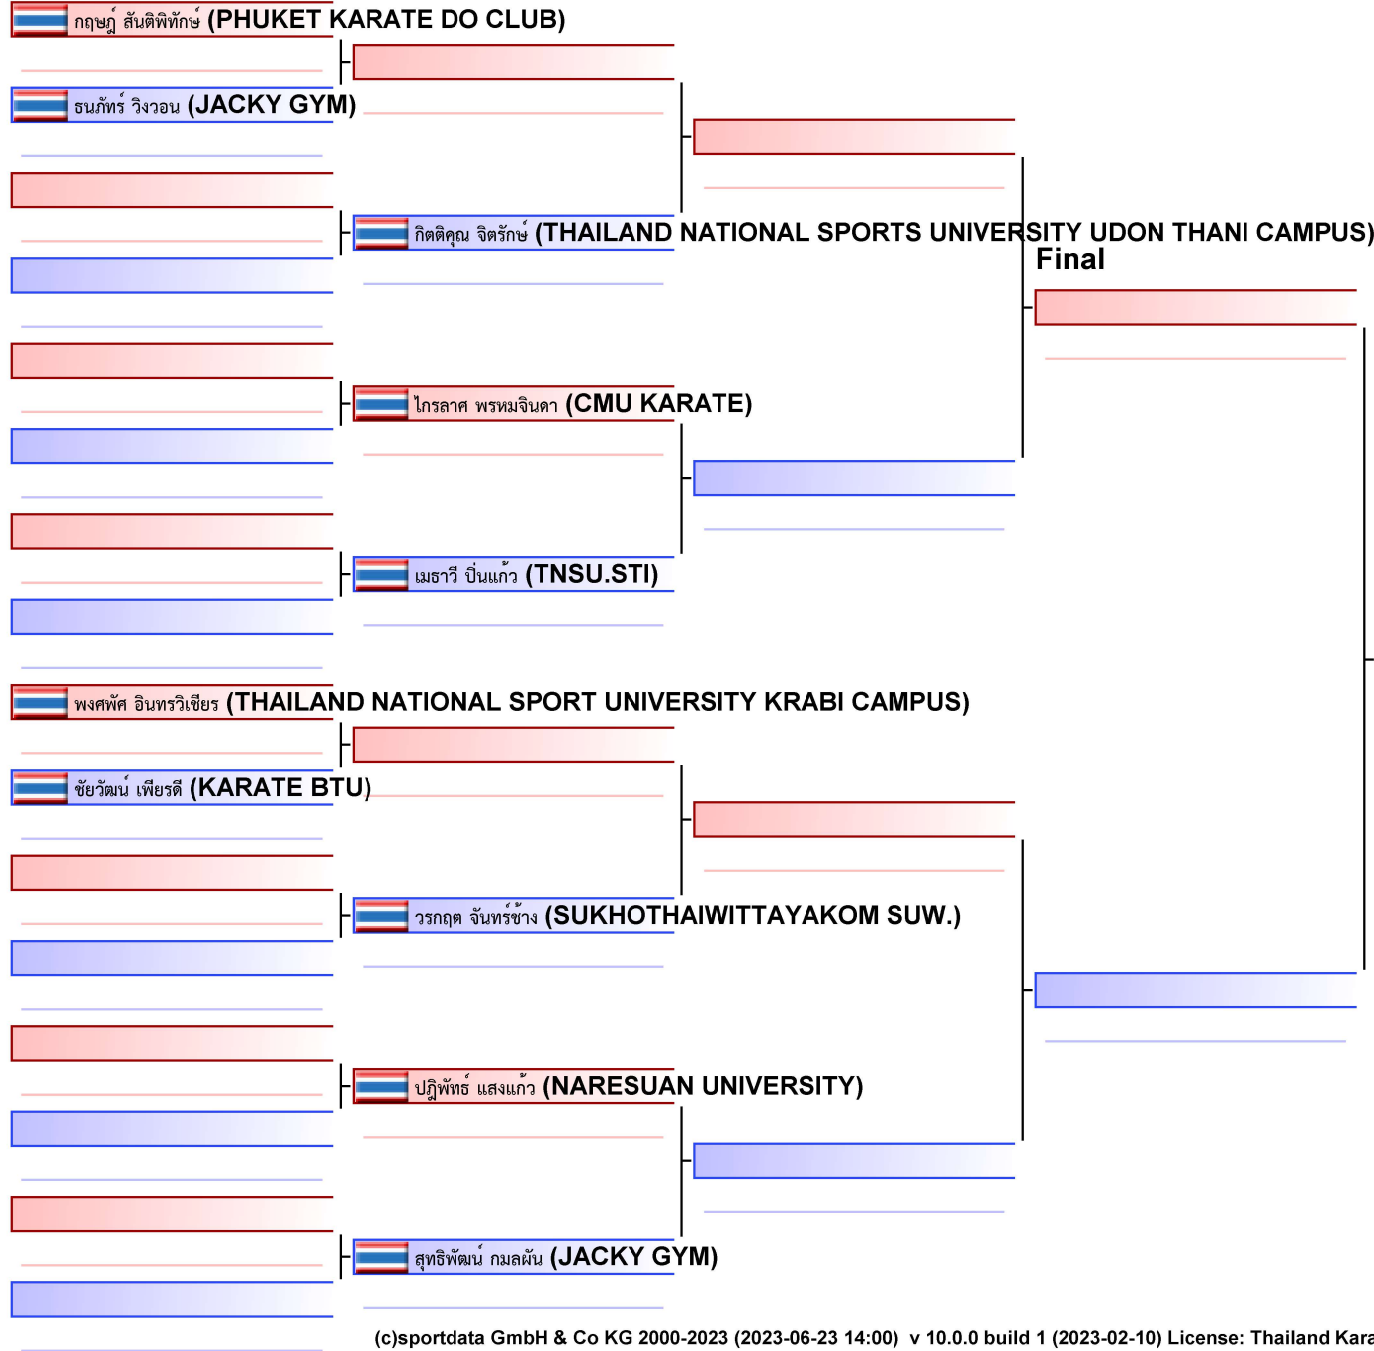 กฤษฎ์ สันติพิทักษ์ (PHUKET KARATE DO CLUB)
ธนภัทร์ วิงวอน (JACKY GYM)
กิตติคุณ จิตรักษ์ (THAILAND NATIONAL SPORTS UNIVERSITY UDON THANI CAMPUS)
Final
ไกรลาศ พรหมจินดา (CMU KARATE)
เมธาวี ปิ่นแก้ว (TNSU.STI)
พงศพัศ อินทรวิเชียร (THAILAND NATIONAL SPORT UNIVERSITY KRABI CAMPUS)
ชัยวัฒน์ เพียรดี (KARATE BTU)
วรกฤต จันทร์ช้าง (SUKHOTHAIWITTAYAKOM SUW.)
ปฎิพัทธ์ แสงแก้ว (NARESUAN UNIVERSITY)
สุทธิพัฒน์ กมลผัน (JACKY GYM)
(c)sportdata GmbH & Co KG 2000-2023 (2023-06-23 14:00) v 10.0.0 build 1 (2023-02-10) License: Thailand Kara